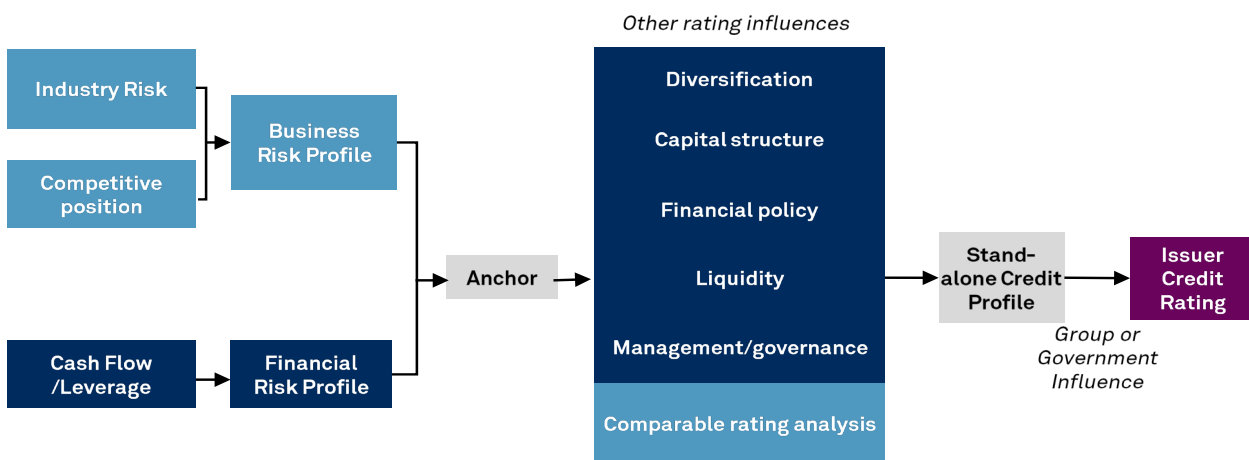 Other rating influences
Industry Risk
Competitive
position
Business
Risk Profile
Cash Flow
/Leverage
Financial
Risk Profile
Anchor
Diversification
Capital structure
Financial policy
Liquidity
Management/governance
Comparable rating analysis
Stand-
alone Credit
Profile
Group or
Government
Influence
Issuer
Credit
Rating